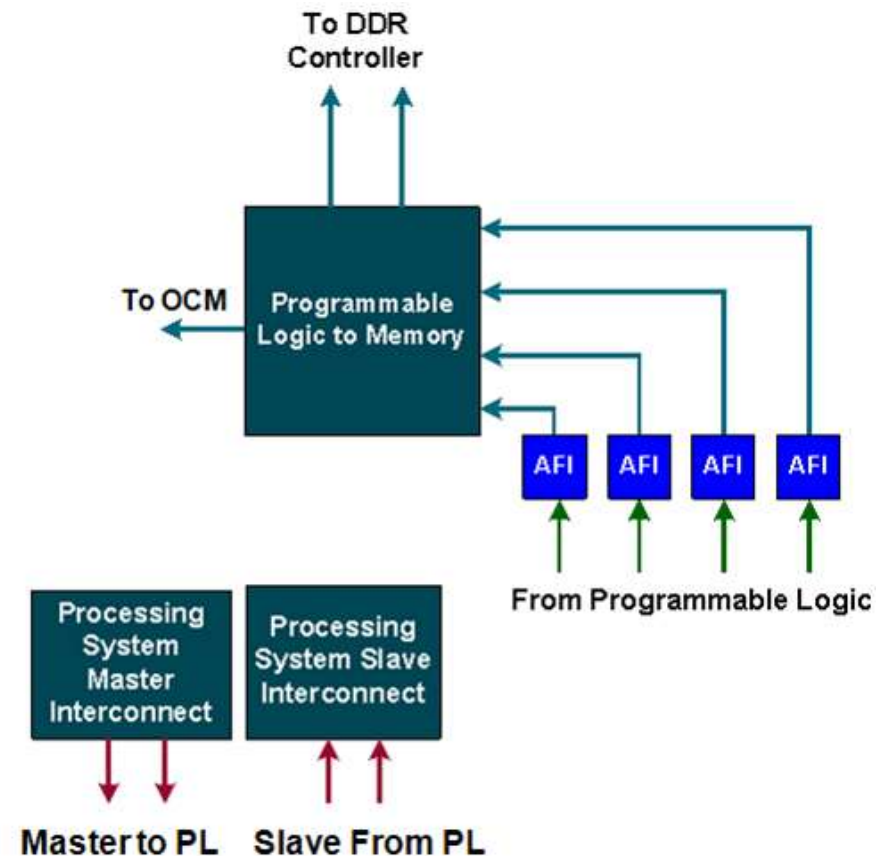 To DDR
Controller
To OCM
Programmable
Logic to Memory
AFI AFI AFI AFI
From Programmable Logic
Processing
System
Master
Interconnect
Processing
System Slave
Interconnect
Master to PL
Slave From PL